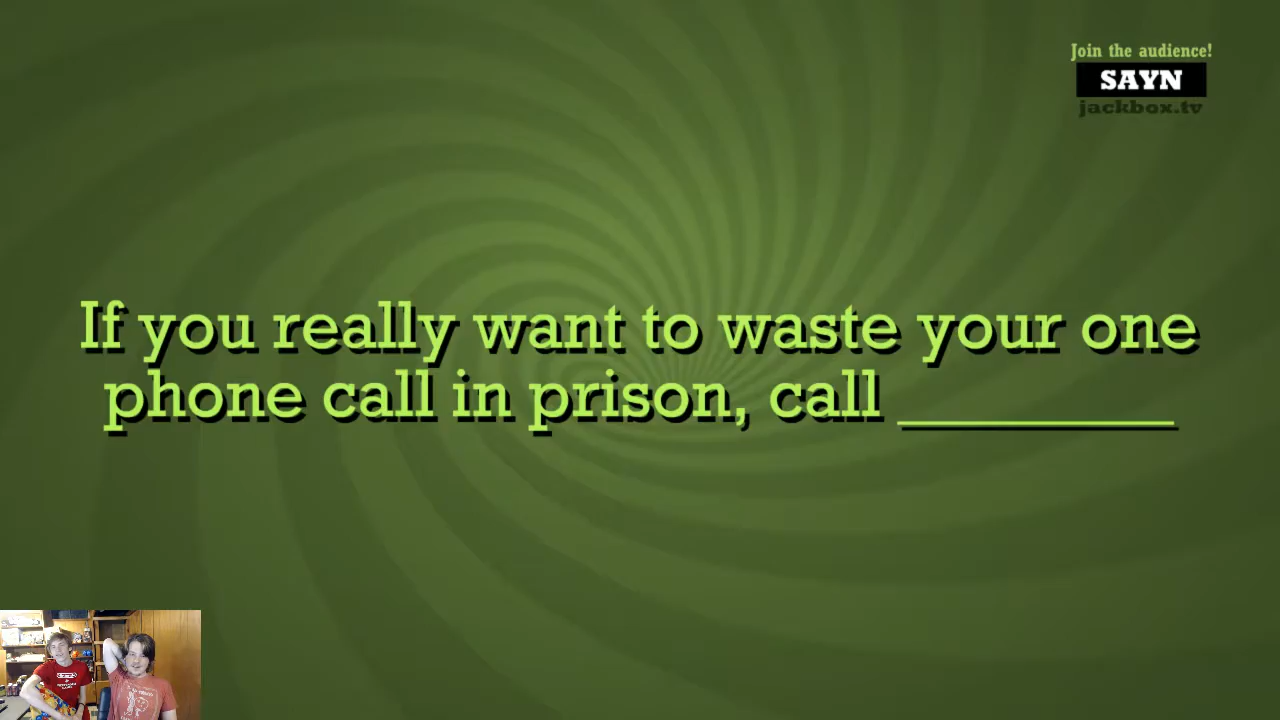 Join the audience!
SAYN
jackbox.tv
If you really want to waste your one
phone call in prison, call __________